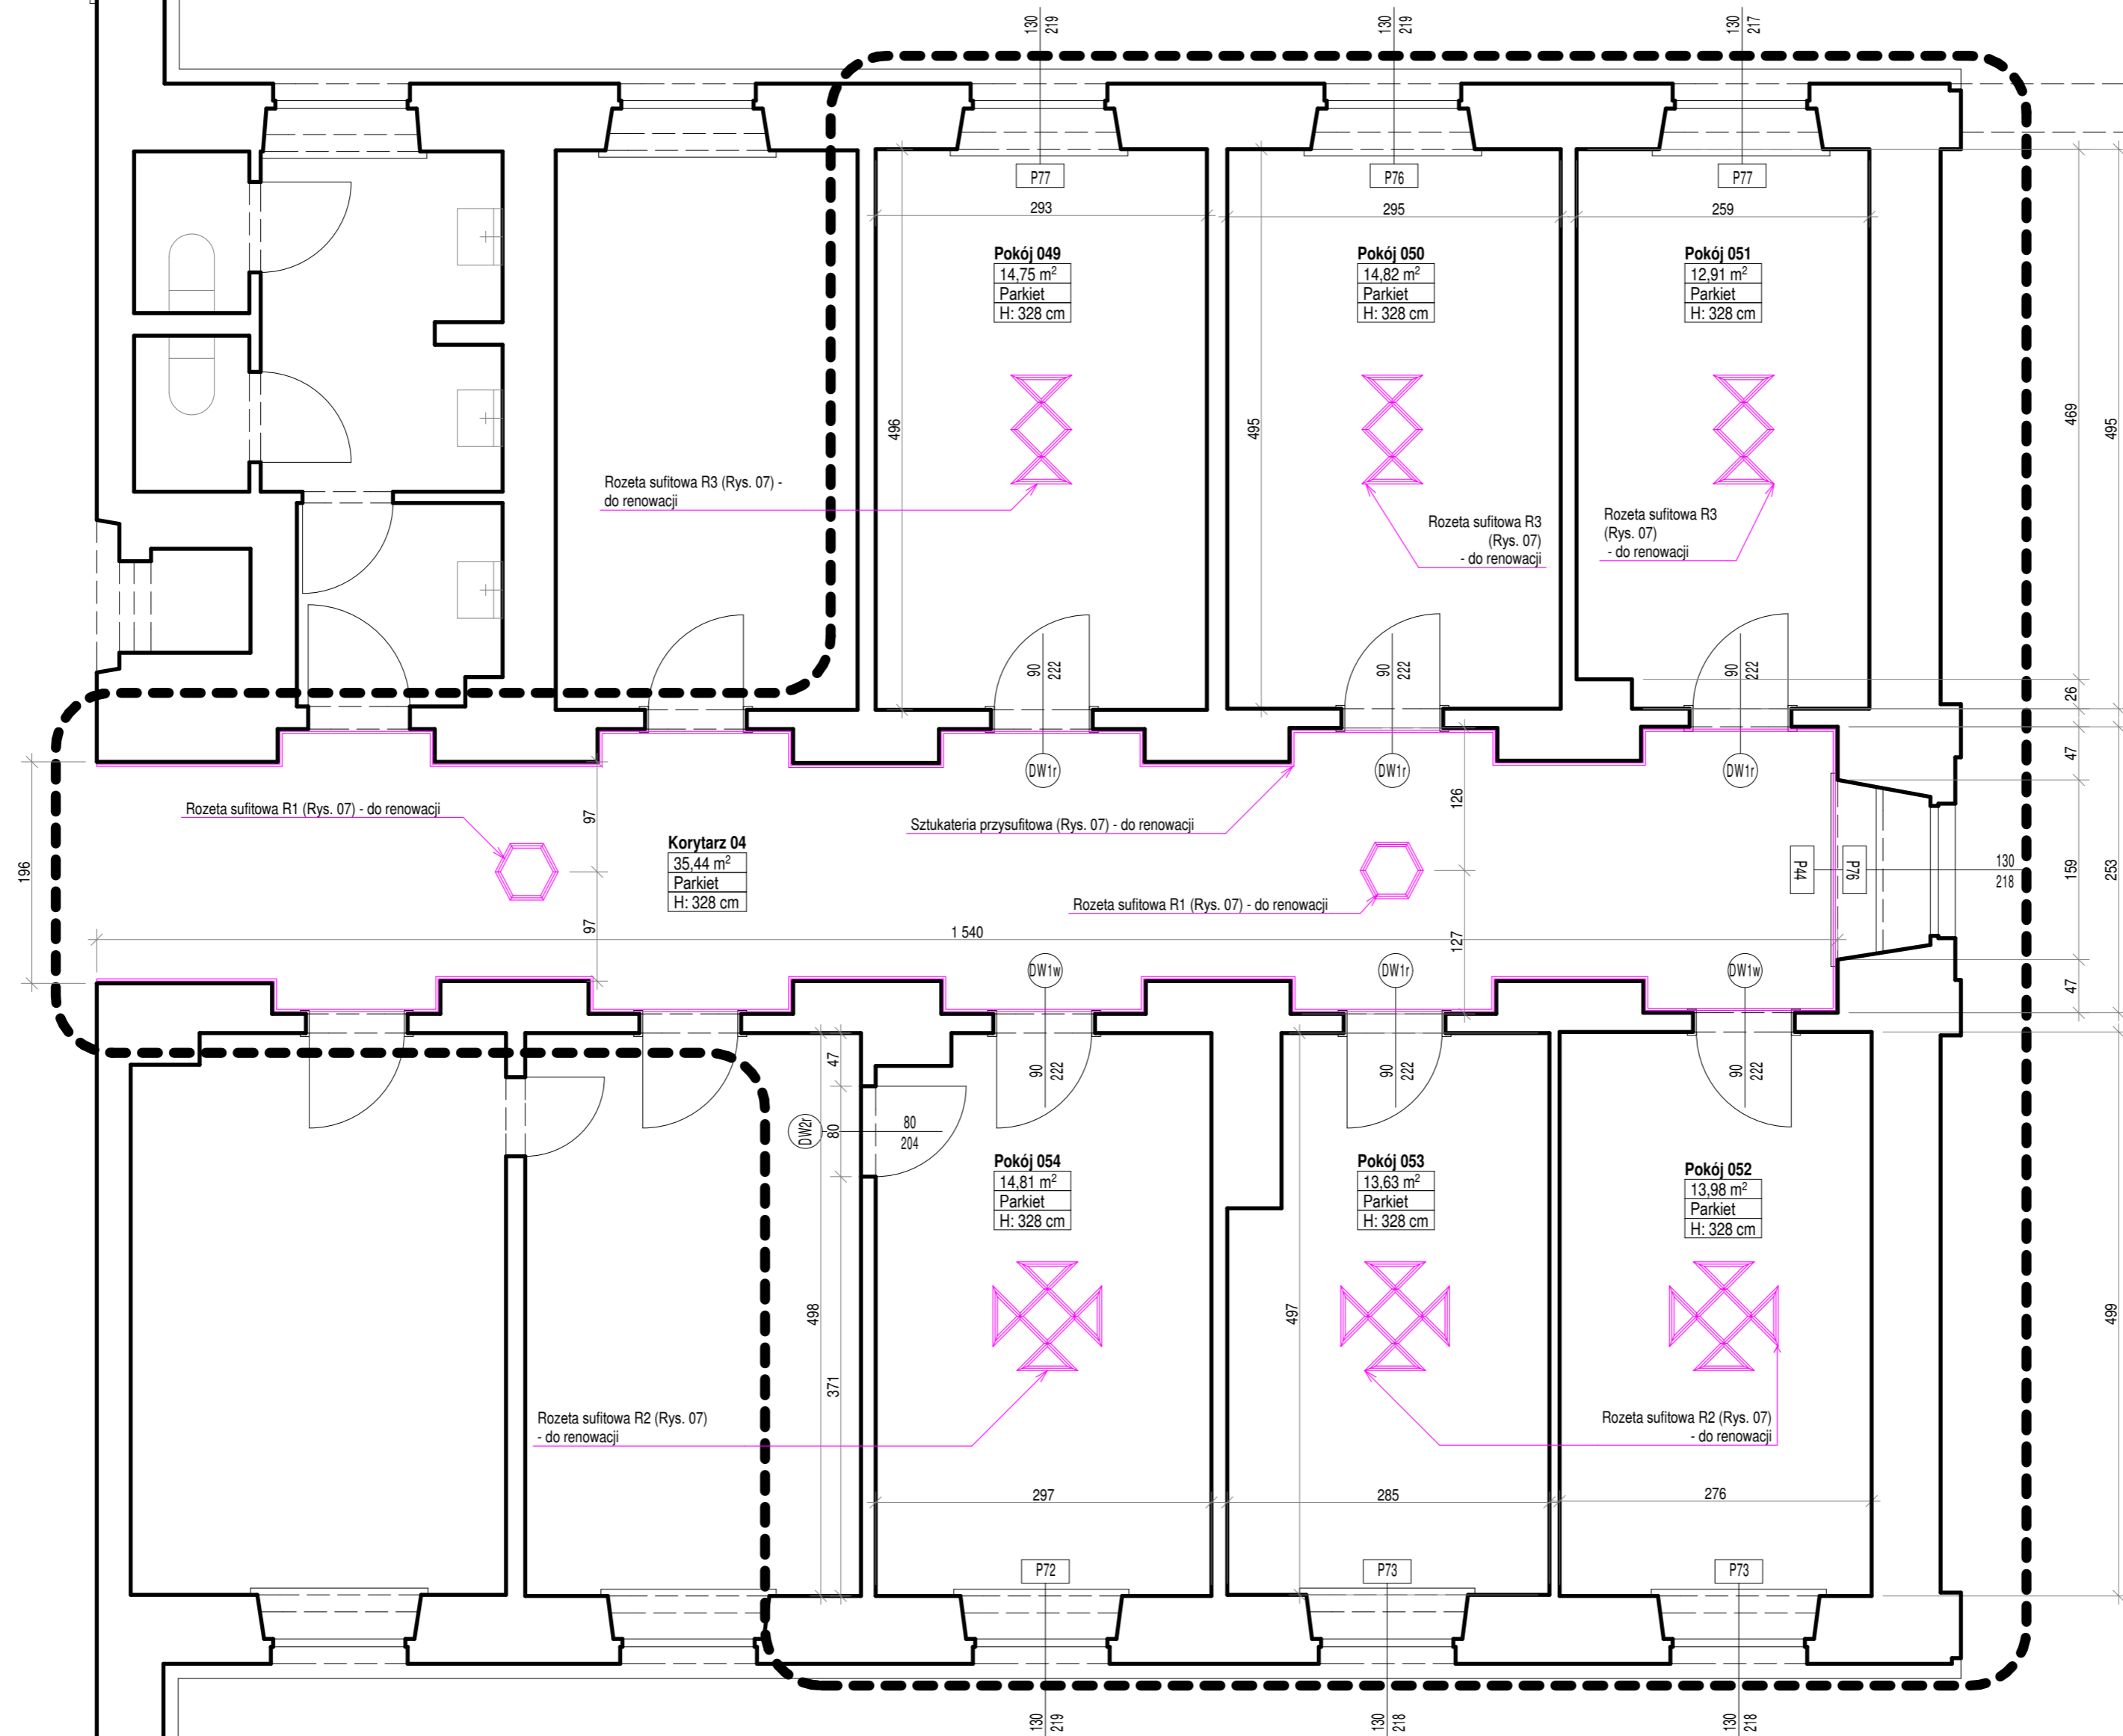 130
219
130
219
130
217
P77
P76
P77
293
295
259
Pokój 049
14,75 m²
Parkiet
H: 328 cm
Pokój 050
14,82 m²
Parkiet
H: 328 cm
Pokój 051
12,91 m²
Parkiet
H: 328 cm
496
495
469
495
Rozeta sufitowa R3 (Rys. 07) -
do renowacji
Rozeta sufitowa R3
(Rys. 07)
- do renowacji
Rozeta sufitowa R3
(Rys. 07)
- do renowacji
90
222
90
222
90
222
26
47
DW1r
DW1r
DW1r
Rozeta sufitowa R1 (Rys. 07) - do renowacji
97
Sztukateria przysufitowa (Rys. 07) - do renowacji
126
196
Korytarz 04
35,44 m²
Parkiet
H: 328 cm
P44
P76
130
218
159
253
Rozeta sufitowa R1 (Rys. 07) - do renowacji
97
1 540
127
DW1w
DW1r
DW1w
47
47
90
222
90
222
90
222
DW2r
80
80
204
Pokój 054
14,81 m²
Parkiet
H: 328 cm
Pokój 053
13,63 m²
Parkiet
H: 328 cm
Pokój 052
13,98 m²
Parkiet
H: 328 cm
498
497
499
371
Rozeta sufitowa R2 (Rys. 07)
- do renowacji
Rozeta sufitowa R2 (Rys. 07)
- do renowacji
297
285
276
P72
P73
P73
130
219
130
218
130
218